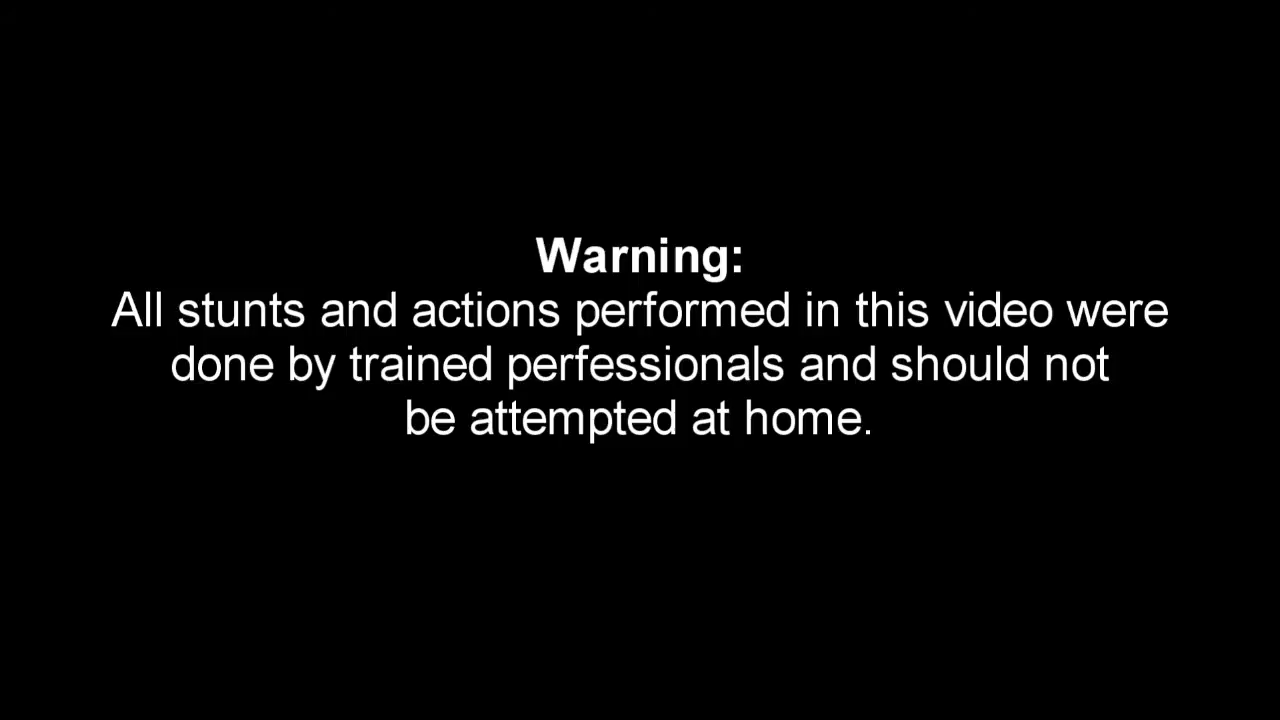 Warning:
All stunts and actions performed in this video were
done by trained perfessionals and should not
be attempted at home.